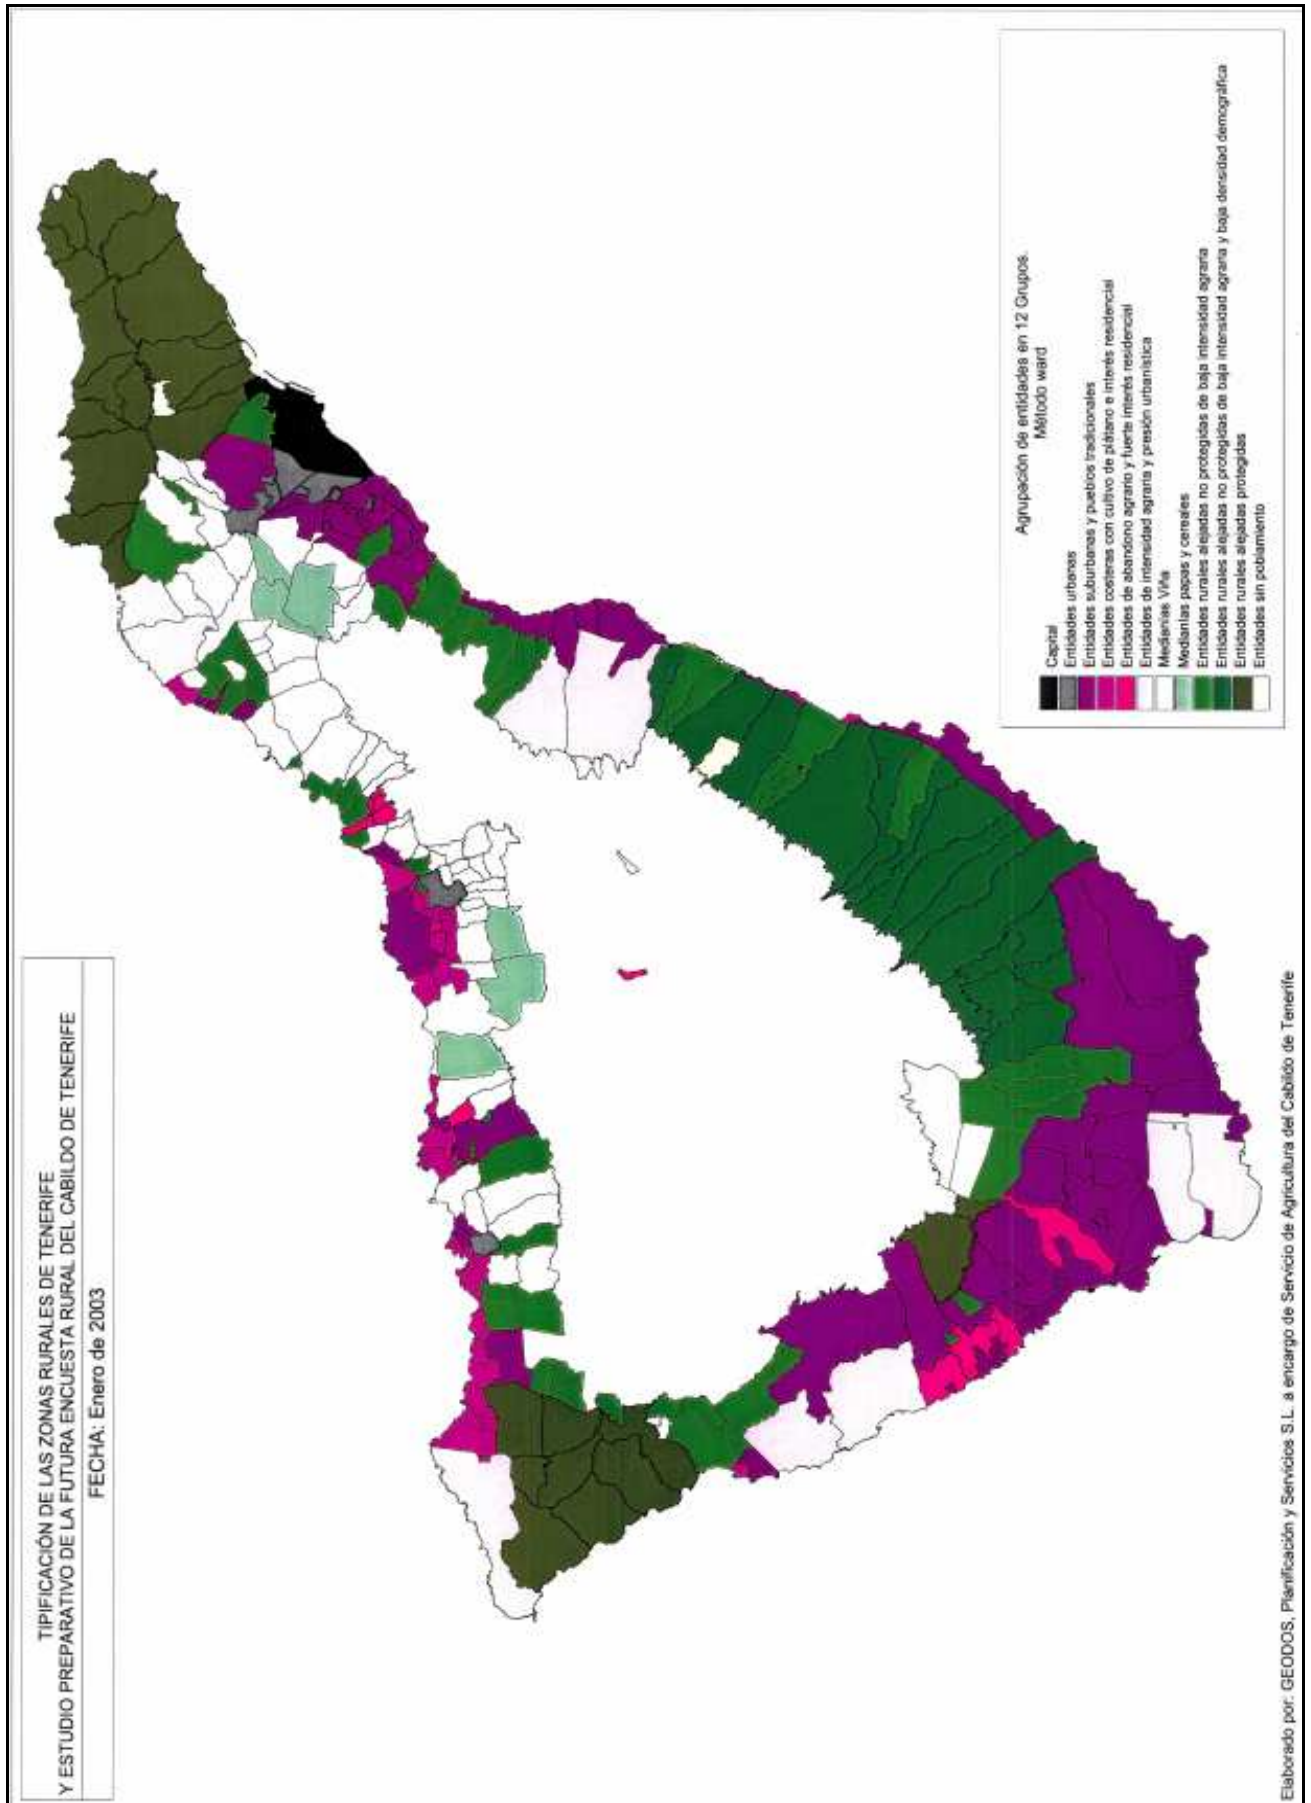 TIPIFICACIÓN DE LAS ZONAS RURALES DE TENERIFE
Y ESTUDIO PREPARATIVO DE LA FUTURA ENCUESTA RURAL DEL CABILDO DE TENERIFE
FECHA: Enero de 2003
Agrupación de entidades en 12 Grupos.
Método ward
Capital
Entidades urbanas
Entidades suburbanas y pueblos tradicionales
Entidades costeras con cultivo de plátano e interés residencial
Entidades de abandono agrario y fuerte interés residencial
Entidades de intensidad agraria y presión urbanística
Medianías Viña
Medianías papas y cereales
Entidades rurales alejadas no protegidas de baja intensidad agraria
Entidades rurales alejadas no protegidas de baja intensidad agraria y baja densidad demográfica
Entidades rurales alejadas protegidas
Entidades sin poblamiento
Elaborado por: GEODOS, Planificación y Servicios S.L. a encargo de Servicio de Agricultura del Cabildo de Tenerife